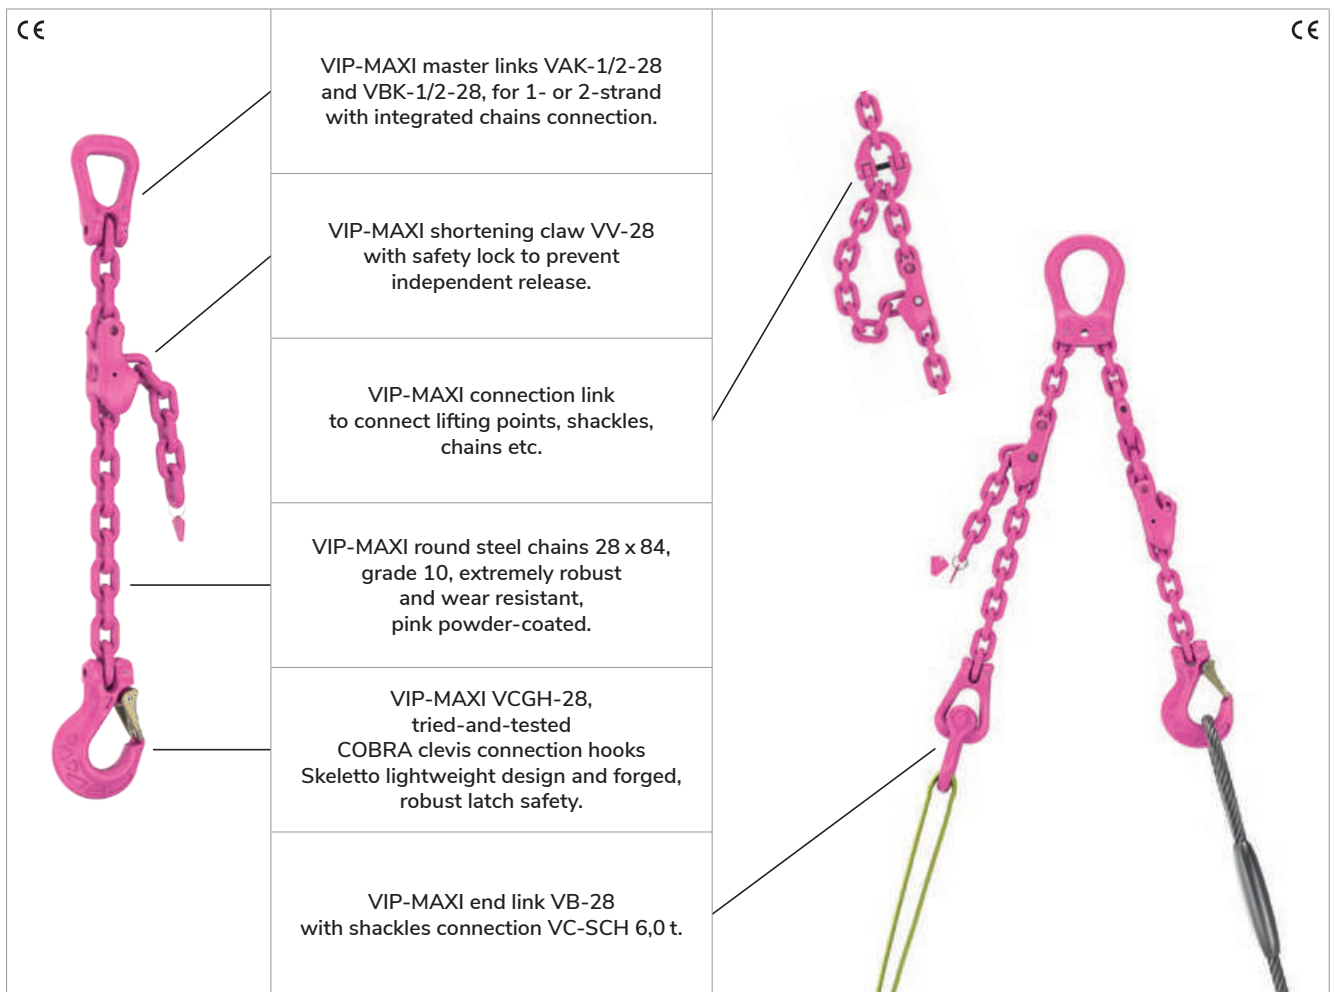 CE
CE
VIP-MAXI master links VAK-1/2-28
and VBK-1/2-28, for 1- or 2-strand
with integrated chains connection.
VIP-MAXI shortening claw VV-28
with safety lock to prevent
independent release.
VIP-MAXI connection link
to connect lifting points, shackles,
chains etc.
VIP-MAXI round steel chains 28 x 84,
grade 10, extremely robust
and wear resistant,
pink powder-coated.
VIP-MAXI VCGH-28,
tried-and-tested
COBRA clevis connection hooks
Skeletto lightweight design and forged,
robust latch safety.
VIP-MAXI end link VB-28
with shackles connection VC-SCH 6,0 t.